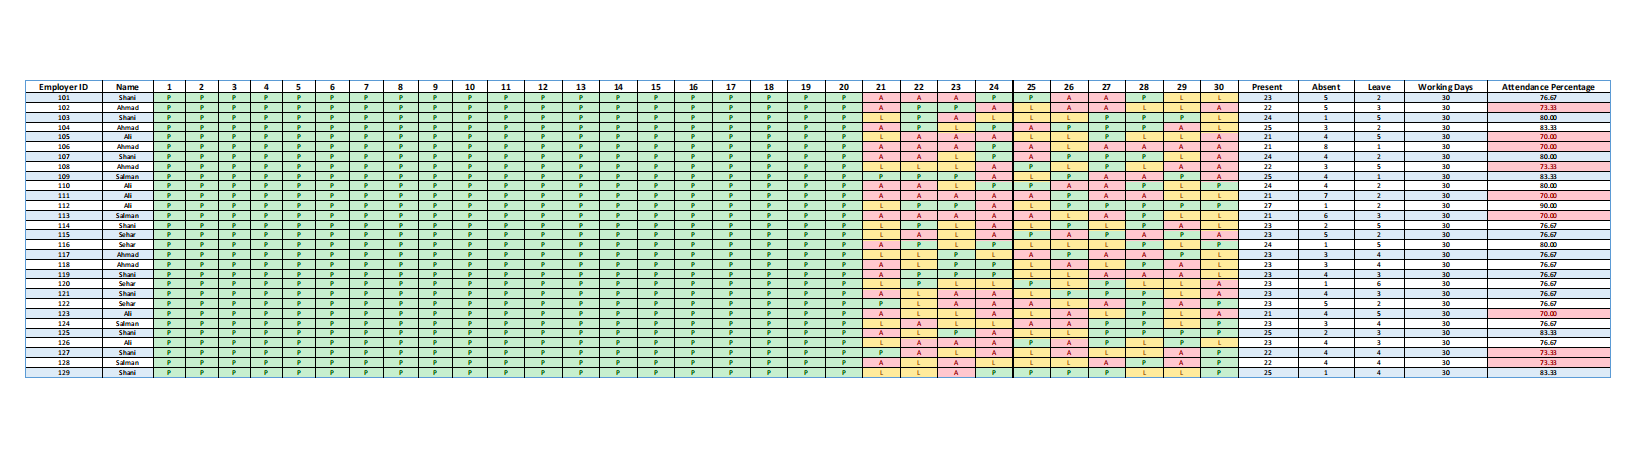 Employer ID Name 1 2 3 4 5 6 7 8 9 10 11 12 13 14 15 16 17 18 19 20 21 22 23 24 25 26 27 28 29 30 Present Absent Leave Working Days Attendance Percentage
101 Shani P P P P P P P P P P P P P P P P P P P P A A A P P A A P L L 23 5 2 30 76.67
102 Ahmad P P P P P P P P P P P P P P P P P P P P A P P A L A A L L A 22 5 3 30 73.33
103 Shani P P P P P P P P P P P P P P P P P P P P L P A L L L P P P L 24 1 5 30 80.00
104 Ahmad P P P P P P P P P P P P P P P P P P P P A P L P A P P P A L 25 3 2 30 83.33
105 Ali P P P P P P P P P P P P P P P P P P P P L A A A L L P L L A 21 4 5 30 70.00
106 Ahmad P P P P P P P P P P P P P P P P P P P P A A A P A L A A A A 21 8 1 30 70.00
107 Shani P P P P P P P P P P P P P P P P P P P P A A L P A P P P L A 24 4 2 30 80.00
108 Ahmad P P P P P P P P P P P P P P P P P P P P L L L A P L P L A A 22 3 5 30 73.33
109 Salman P P P P P P P P P P P P P P P P P P P P P P P A L P A A P A 25 4 1 30 83.33
110 Ali P P P P P P P P P P P P P P P P P P P P A A L P P A A P L P 24 4 2 30 80.00
111 Ali P P P P P P P P P P P P P P P P P P P P A A A A A A A P L L 21 7 2 30 70.00
112 Ali P P P P P P P P P P P P P P P P P P P P L P P A L P P P P P 27 1 2 30 90.00
113 Salman P P P P P P P P P P P P P P P P P P P P A A A A A L A P L L 21 6 3 30 70.00
114 Shani P P P P P P P P P P P P P P P P P P P P L P L A L P L P A L 23 2 5 30 76.67
115 Sehar P P P P P P P P P P P P P P P P P P P P L A L A P A P A P A 23 5 2 30 76.67
116 Sehar P P P P P P P P P P P P P P P P P P P P A P L P L L L P L P 24 1 5 30 80.00
117 Ahmad P P P P P P P P P P P P P P P P P P P P L L P L A P A A P L 23 3 4 30 76.67
118 Ahmad P P P P P P P P P P P P P P P P P P P P A L P P L A L P A L 23 3 4 30 76.67
119 Shani P P P P P P P P P P P P P P P P P P P P A P P P L L A A A L 23 4 3 30 76.67
120 Sehar P P P P P P P P P P P P P P P P P P P P L P L L P L P L L A 23 1 6 30 76.67
121 Shani P P P P P P P P P P P P P P P P P P P P A L A A L P P P L A 23 4 3 30 76.67
122 Sehar P P P P P P P P P P P P P P P P P P P P P L A A A L A P A P 23 5 2 30 76.67
123 Ali P P P P P P P P P P P P P P P P P P P P A L L A L A L P L A 21 4 5 30 70.00
124 Salman P P P P P P P P P P P P P P P P P P P P L A L L A A P P L P 23 3 4 30 76.67
125 Shani P P P P P P P P P P P P P P P P P P P P A L P A L L P P P P 25 2 3 30 83.33
126 Ali P P P P P P P P P P P P P P P P P P P P L A A A P A P L P L 23 4 3 30 76.67
127 Shani P P P P P P P P P P P P P P P P P P P P P A L A L A L L A P 22 4 4 30 73.33
128 Salman P P P P P P P P P P P P P P P P P P P P A L A L L L A P A P 22 4 4 30 73.33
129 Shani P P P P P P P P P P P P P P P P P P P P L L A P P P P L L P 25 1 4 30 83.33